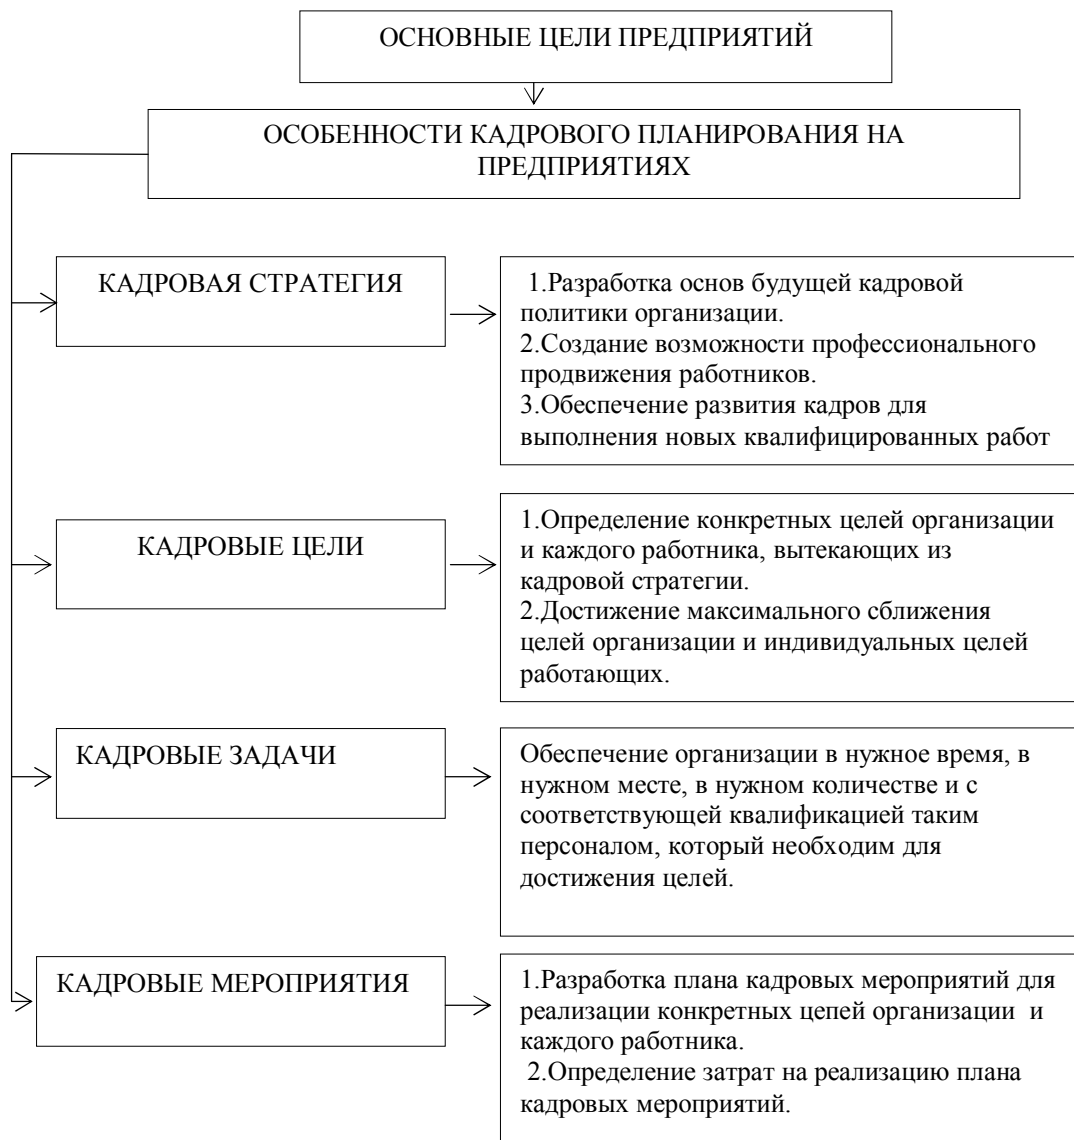 ОСНОВНЫЕ ЦЕЛИ ПРЕДПРИЯТИЙ
ОСОБЕННОСТИ КАДРОВОГО ПЛАНИРОВАНИЯ НА
ПРЕДПРИЯТИЯХ
КАДРОВАЯ СТРАТЕГИЯ
1.Разработка основ будущей кадровой
политики организации.
2.Создание возможности профессионального
продвижения работников.
3.Обеспечение развития кадров для
выполнения новых квалифицированных работ
КАДРОВЫЕ ЦЕЛИ
1.Определение конкретных целей организации
и каждого работника, вытекающих из
кадровой стратегии.
2.Достижение максимального сближения
целей организации и индивидуальных целей
работающих.
КАДРОВЫЕ ЗАДАЧИ
Обеспечение организации в нужное время, в
нужном месте, в нужном количестве и с
соответствующей квалификацией таким
персоналом, который необходим для
достижения целей.
КАДРОВЫЕ МЕРОПРИЯТИЯ
1.Разработка плана кадровых мероприятий для
реализации конкретных цепей организации и
каждого работника.
2.Определение затрат на реализацию плана
кадровых мероприятий.